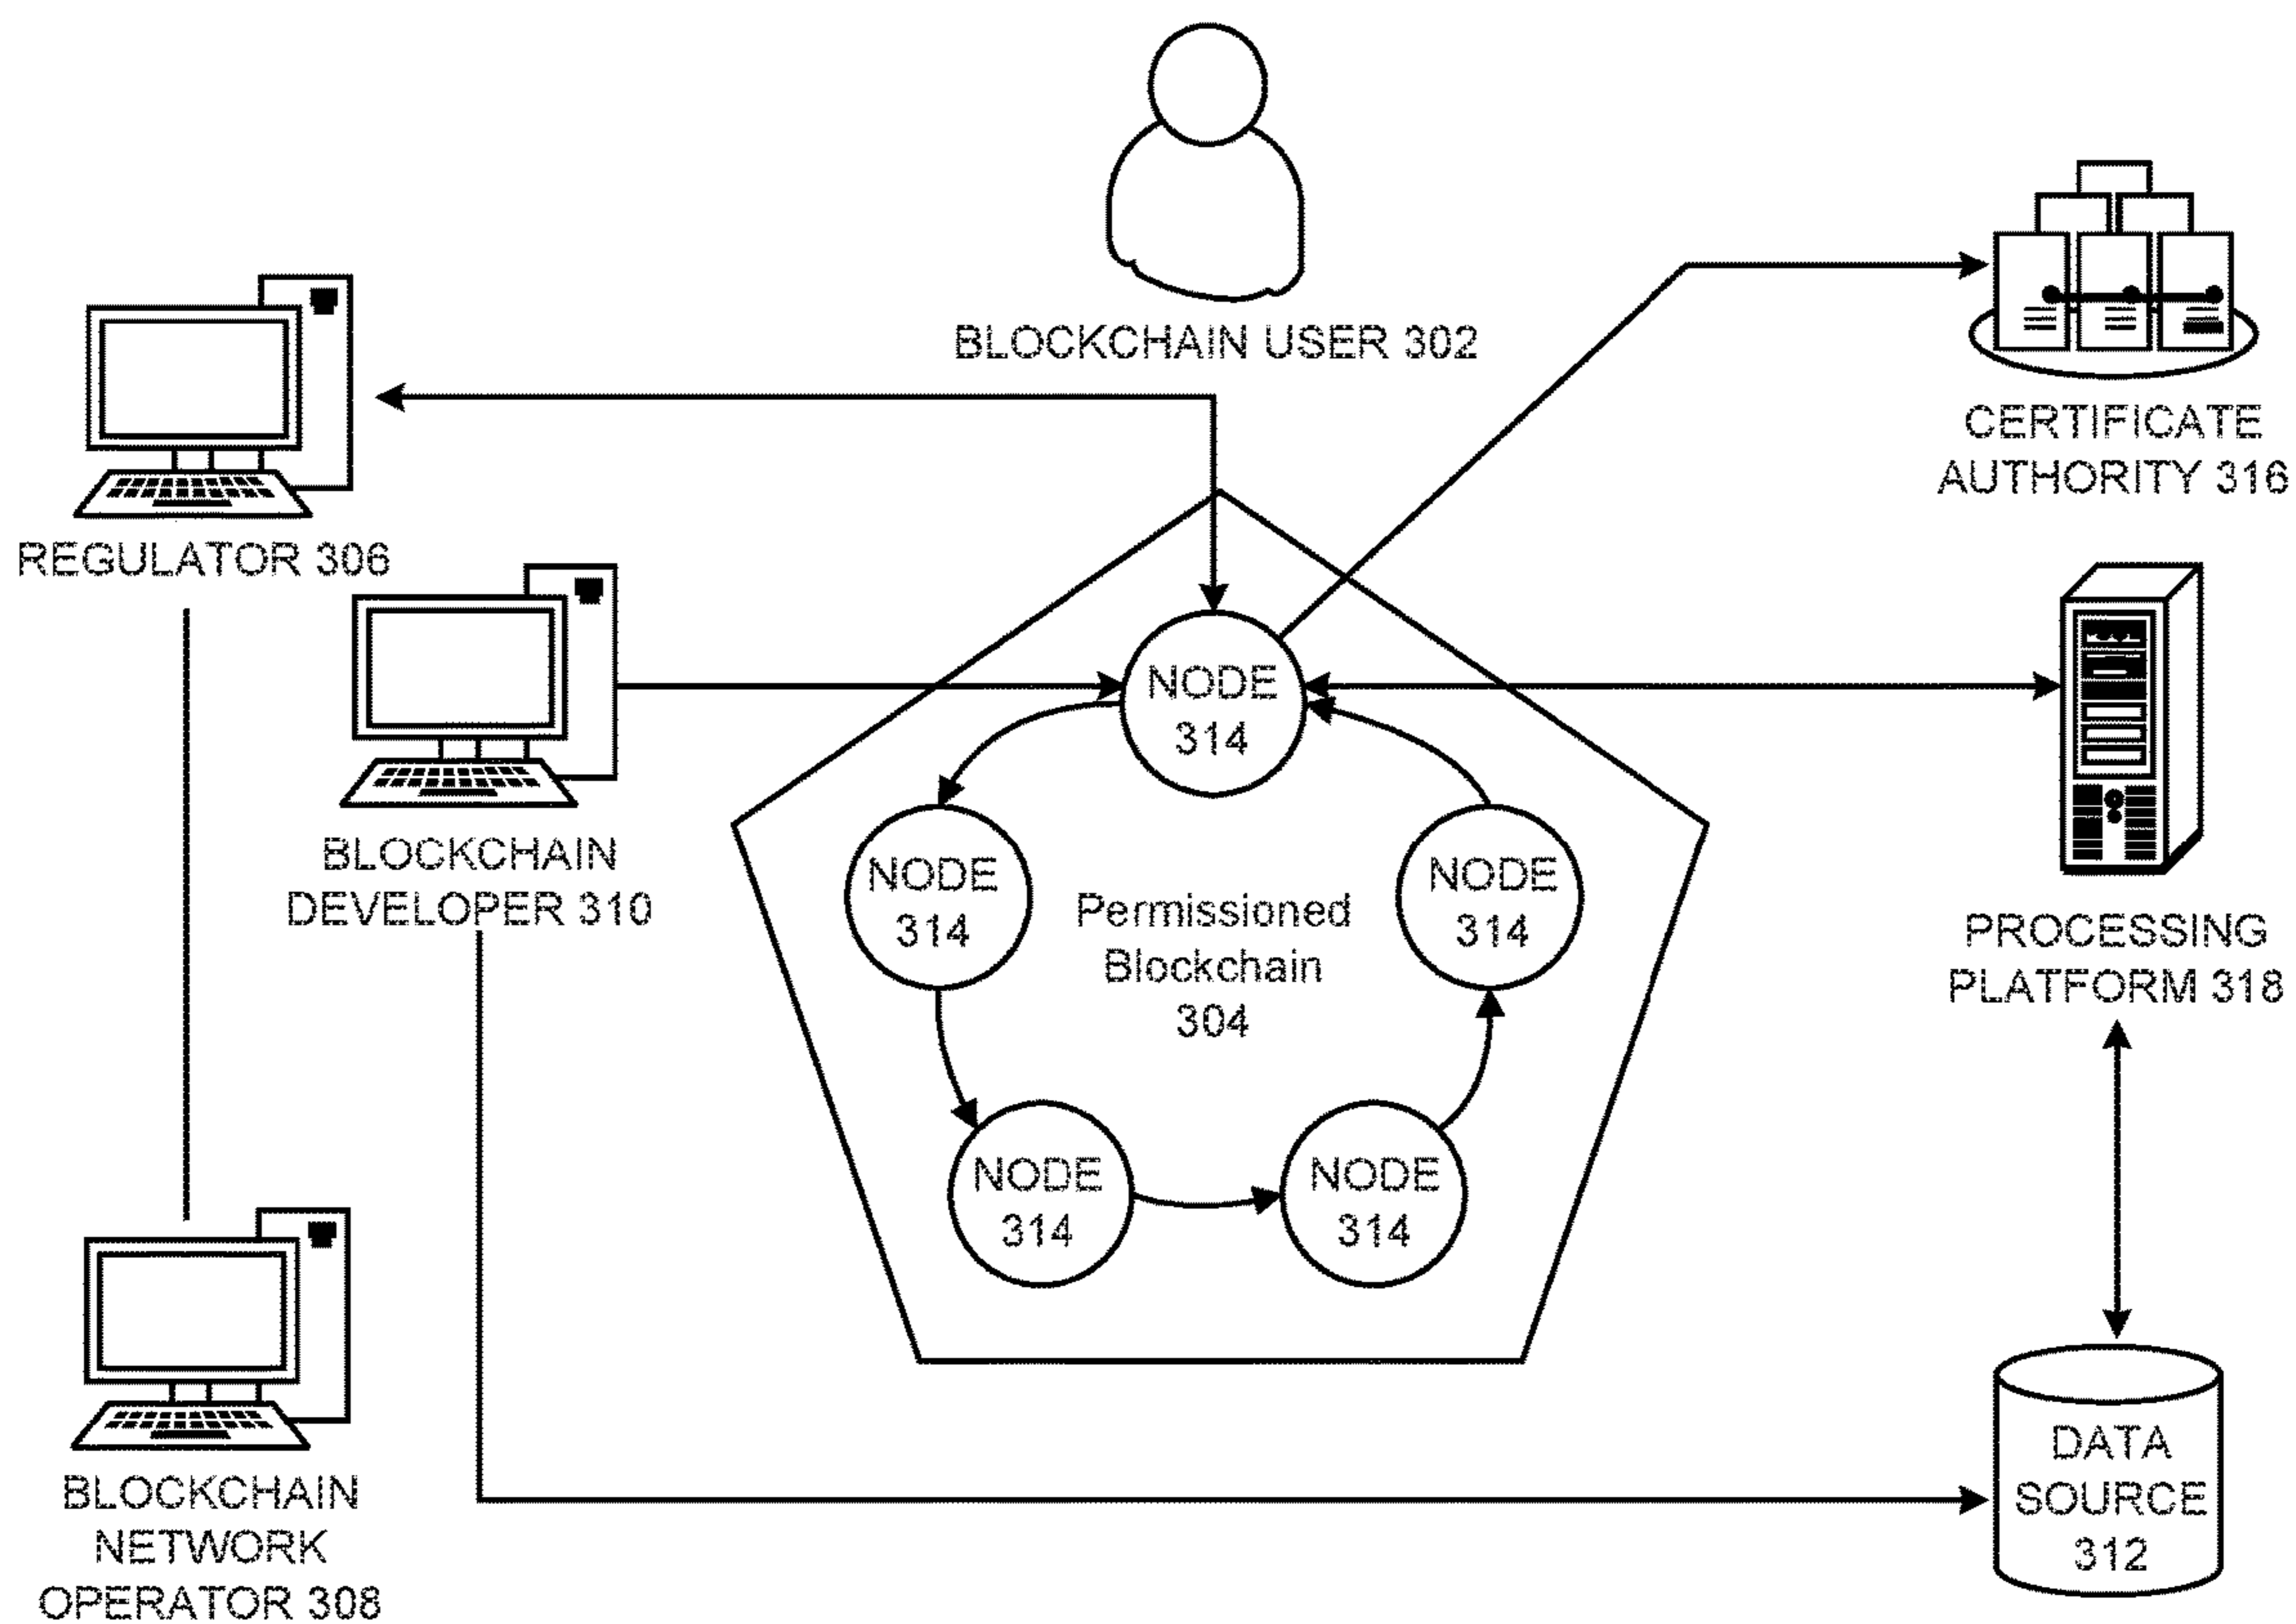 BLOCKCHAIN USER 302
CERTIFICATE
AUTHORITY 316
REGULATOR 306
NODE
314
BLOCKCHAIN
DEVELOPER 310
NODE
314
Permissioned
Blockchain
304
NODE
314
PROCESSING
PLATFORM 318
NODE
314
NODE
314
BLOCKCHAIN
NETWORK
OPERATOR 308
DATA
SOURCE
312